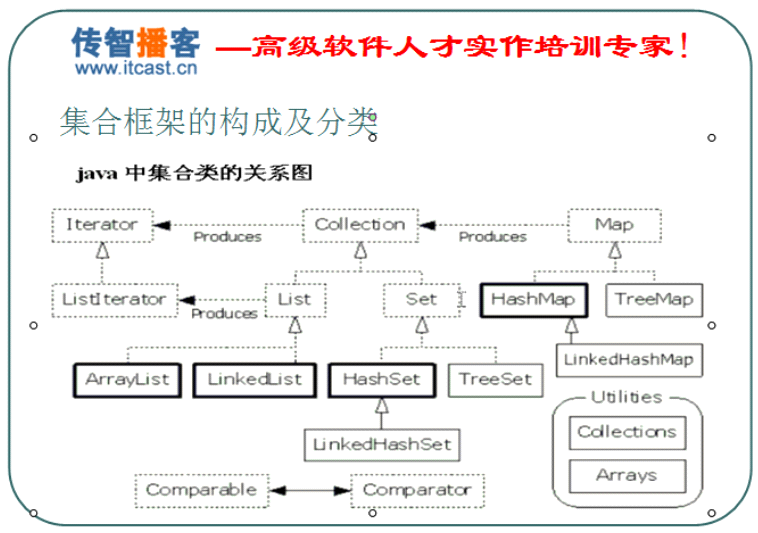 传智播客 —高级软件人才实作培训专家!
www.itcast.cn
集合框架的构成及分类
java 中集合类的关系图
Iterator Produces Collection Produces Map
ListIterator Produces List Set HashMap TreeMap
LinkedHashMap
ArrayList LinkedList HashSet TreeSet
Utilities
LinkedHashSet Collections
Arrays
Comparable Comparator